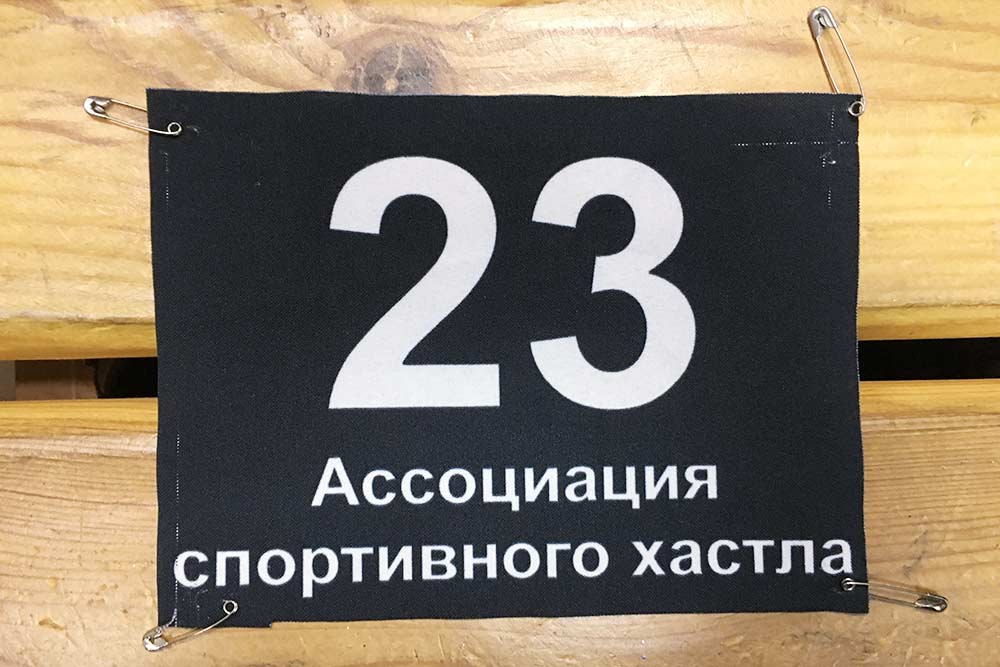 23
Ассоциация
спортивного хастла